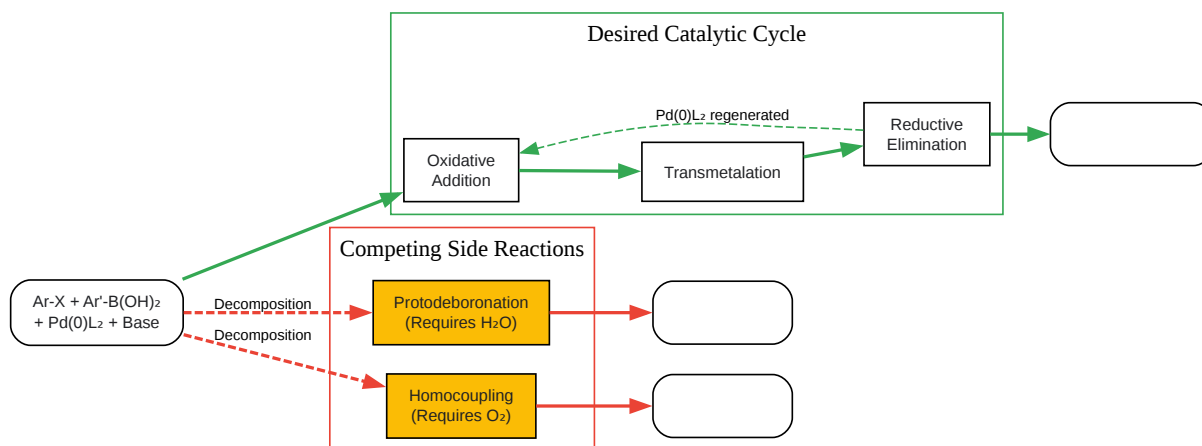 Desired Catalytic Cycle
Pd(0)L₂ regenerated
Oxidative
Addition
Transmetalation
Reductive
Elimination
Competing Side Reactions
Ar-X + Ar'-B(OH)₂
+ Pd(0)L₂ + Base
Decomposition
Protodeboronation
(Requires H₂O)
Decomposition
Homocoupling
(Requires O₂)